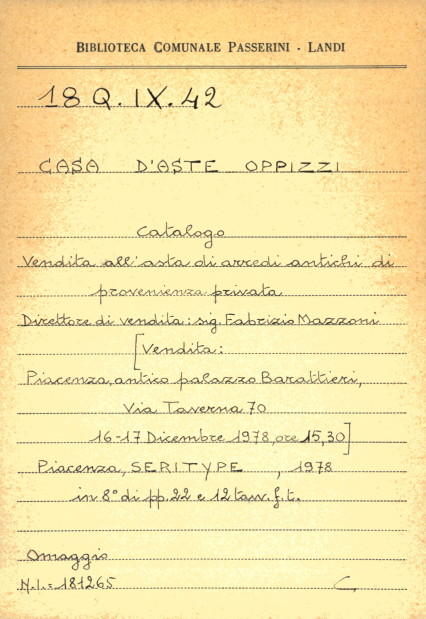 BIBLIOTECA COMUNALE PASSERINI - LANDI
18 Q. IX. 42
CASA D'ASTE OPPIZZI
Catalogo
Vendita all'asta di arredi antichi di
provenienza privata
Direttore di vendita: sig. Fabrizio Mazzoni
[Vendita:
Piacenza, antico palazzo Barattieri,
Via Taverna 70
16-17 Dicembre 1978, ore 15,30]
Piacenza, SERITYPE , 1978
in 8° di pp. 22 e 12 tavv. f. t.
Omaggio
N.I.= 181265 C